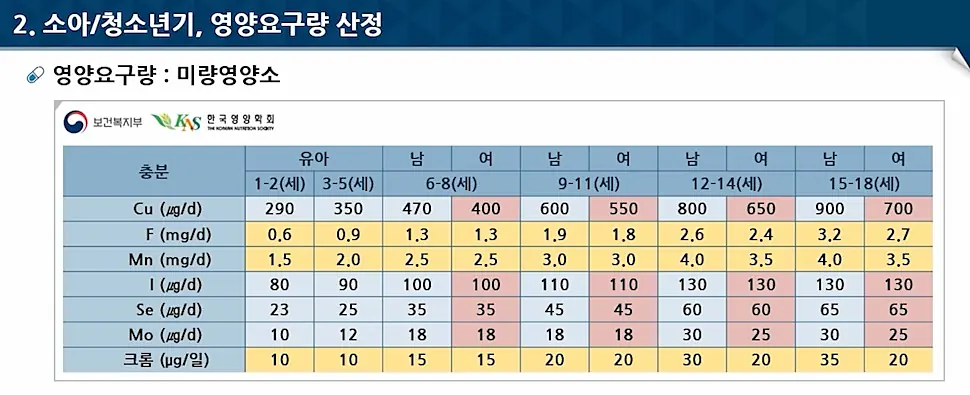 2. 소아/청소년기, 영양요구량 산정
영양요구량 : 미량영양소
보건복지부 KNS 한국영양학회
THE KOREAN NUTRITION SOCIETY
충분 유아 남 여 남 여 남 여 남 여
1-2(세) 3-5(세) 6-8(세) 9-11(세) 12-14(세) 15-18(세)
Cu (㎍/d) 290 350 470 400 600 550 800 650 900 700
F (mg/d) 0.6 0.9 1.3 1.3 1.9 1.8 2.6 2.4 3.2 2.7
Mn (mg/d) 1.5 2.0 2.5 2.5 3.0 3.0 4.0 3.5 4.0 3.5
I (㎍/d) 80 90 100 100 110 110 130 130 130 130
Se (㎍/d) 23 25 35 35 45 45 60 60 65 65
Mo (㎍/d) 10 12 18 18 18 18 30 25 30 25
크롬 (μg/일) 10 10 15 15 20 20 30 20 35 20